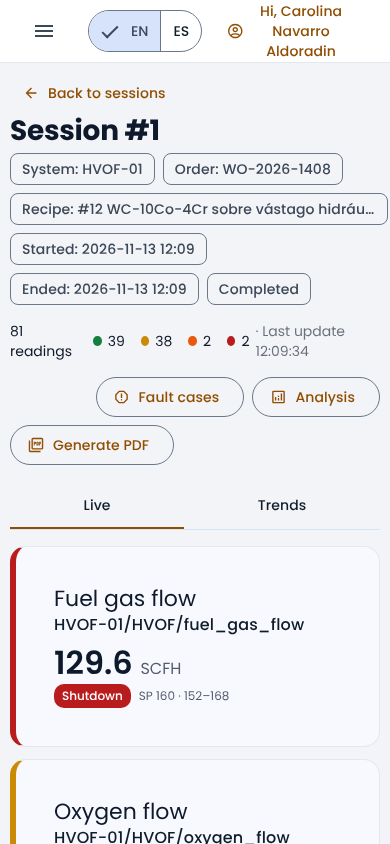 EN
ES
Hi, Carolina
Navarro
Aldoradin
Back to sessions
Session #1
System: HVOF-01
Order: WO-2026-1408
Recipe: #12 WC-10Co-4Cr sobre vástago hidráu...
Started: 2026-11-13 12:09
Ended: 2026-11-13 12:09
Completed
81
readings
39
38
2
2
· Last update
12:09:34
Fault cases
Analysis
Generate PDF
Live
Trends
Fuel gas flow
HVOF-01/HVOF/fuel_gas_flow
129.6 SCFH
Shutdown
SP 160 · 152–168
Oxygen flow
HVOF-01/HVOF/oxygen_flow